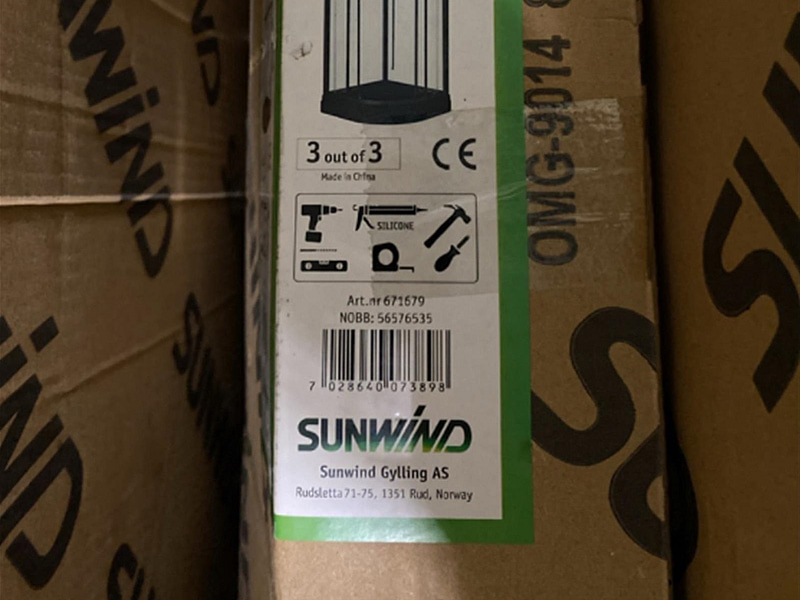 3 out of 3
CE
Made in China
SILICONE
Art.nr 671679
NOBB: 56576535
7 028640 073898
SUNWIND
Sunwind Gylling AS
Rudsletta 71-75, 1351 Rud, Norway
OMG-9014
SUNWIND